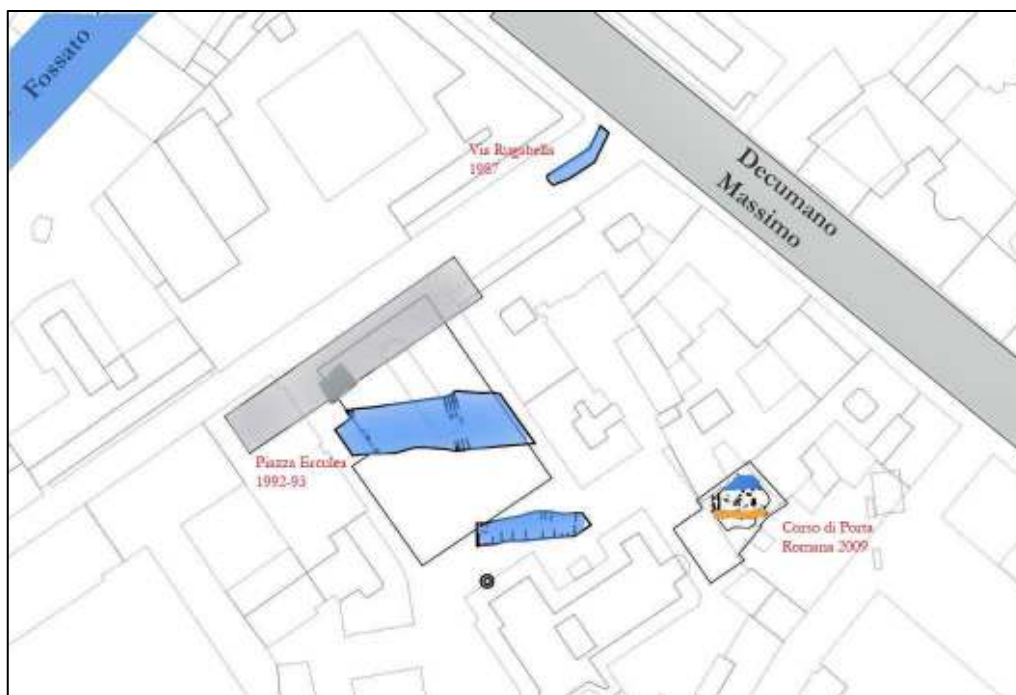 Fossato
Via Rugabella
1987
Decumano
Massimo
Piazza Erculea
1992-93
Corso di Porta
Romana 2009